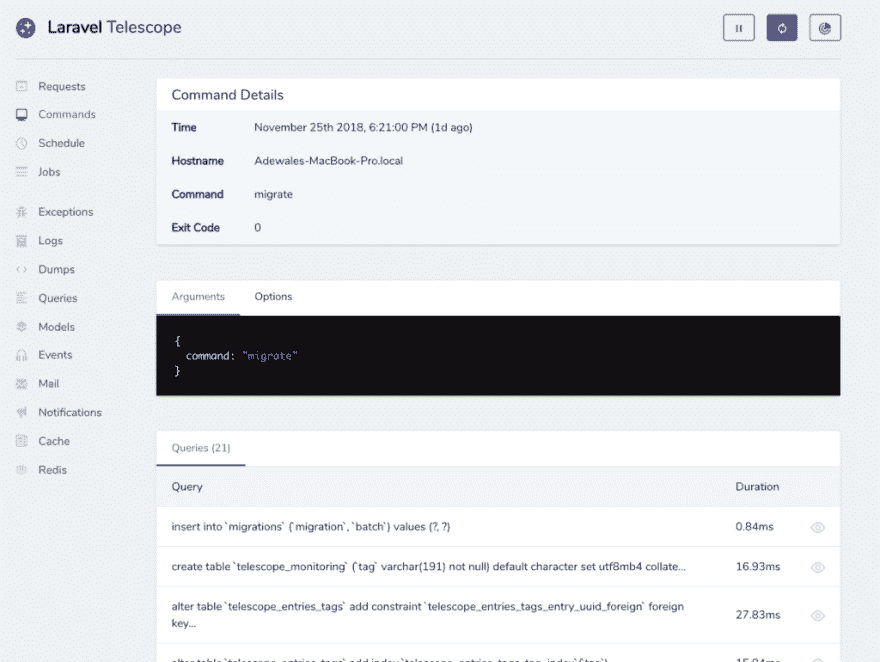 Laravel Telescope
Requests
Commands
Schedule
Jobs
Exceptions
Logs
Dumps
Queries
Models
Events
Mail
Notifications
Cache
Redis
Command Details
Time November 25th 2018, 6:21:00 PM (1d ago)
Hostname Adewales-MacBook-Pro.local
Command migrate
Exit Code 0
Arguments Options
{
command: "migrate"
}
Queries (21)
Query Duration
insert into `migrations` (`migration`, `batch`) values (?, ?) 0.84ms
create table `telescope_monitoring` (`tag` varchar(191) not null) default character set utf8mb4 collate... 16.93ms
alter table `telescope_entries_tags` add constraint `telescope_entries_tags_entry_uuid_foreign` foreign
key... 27.83ms